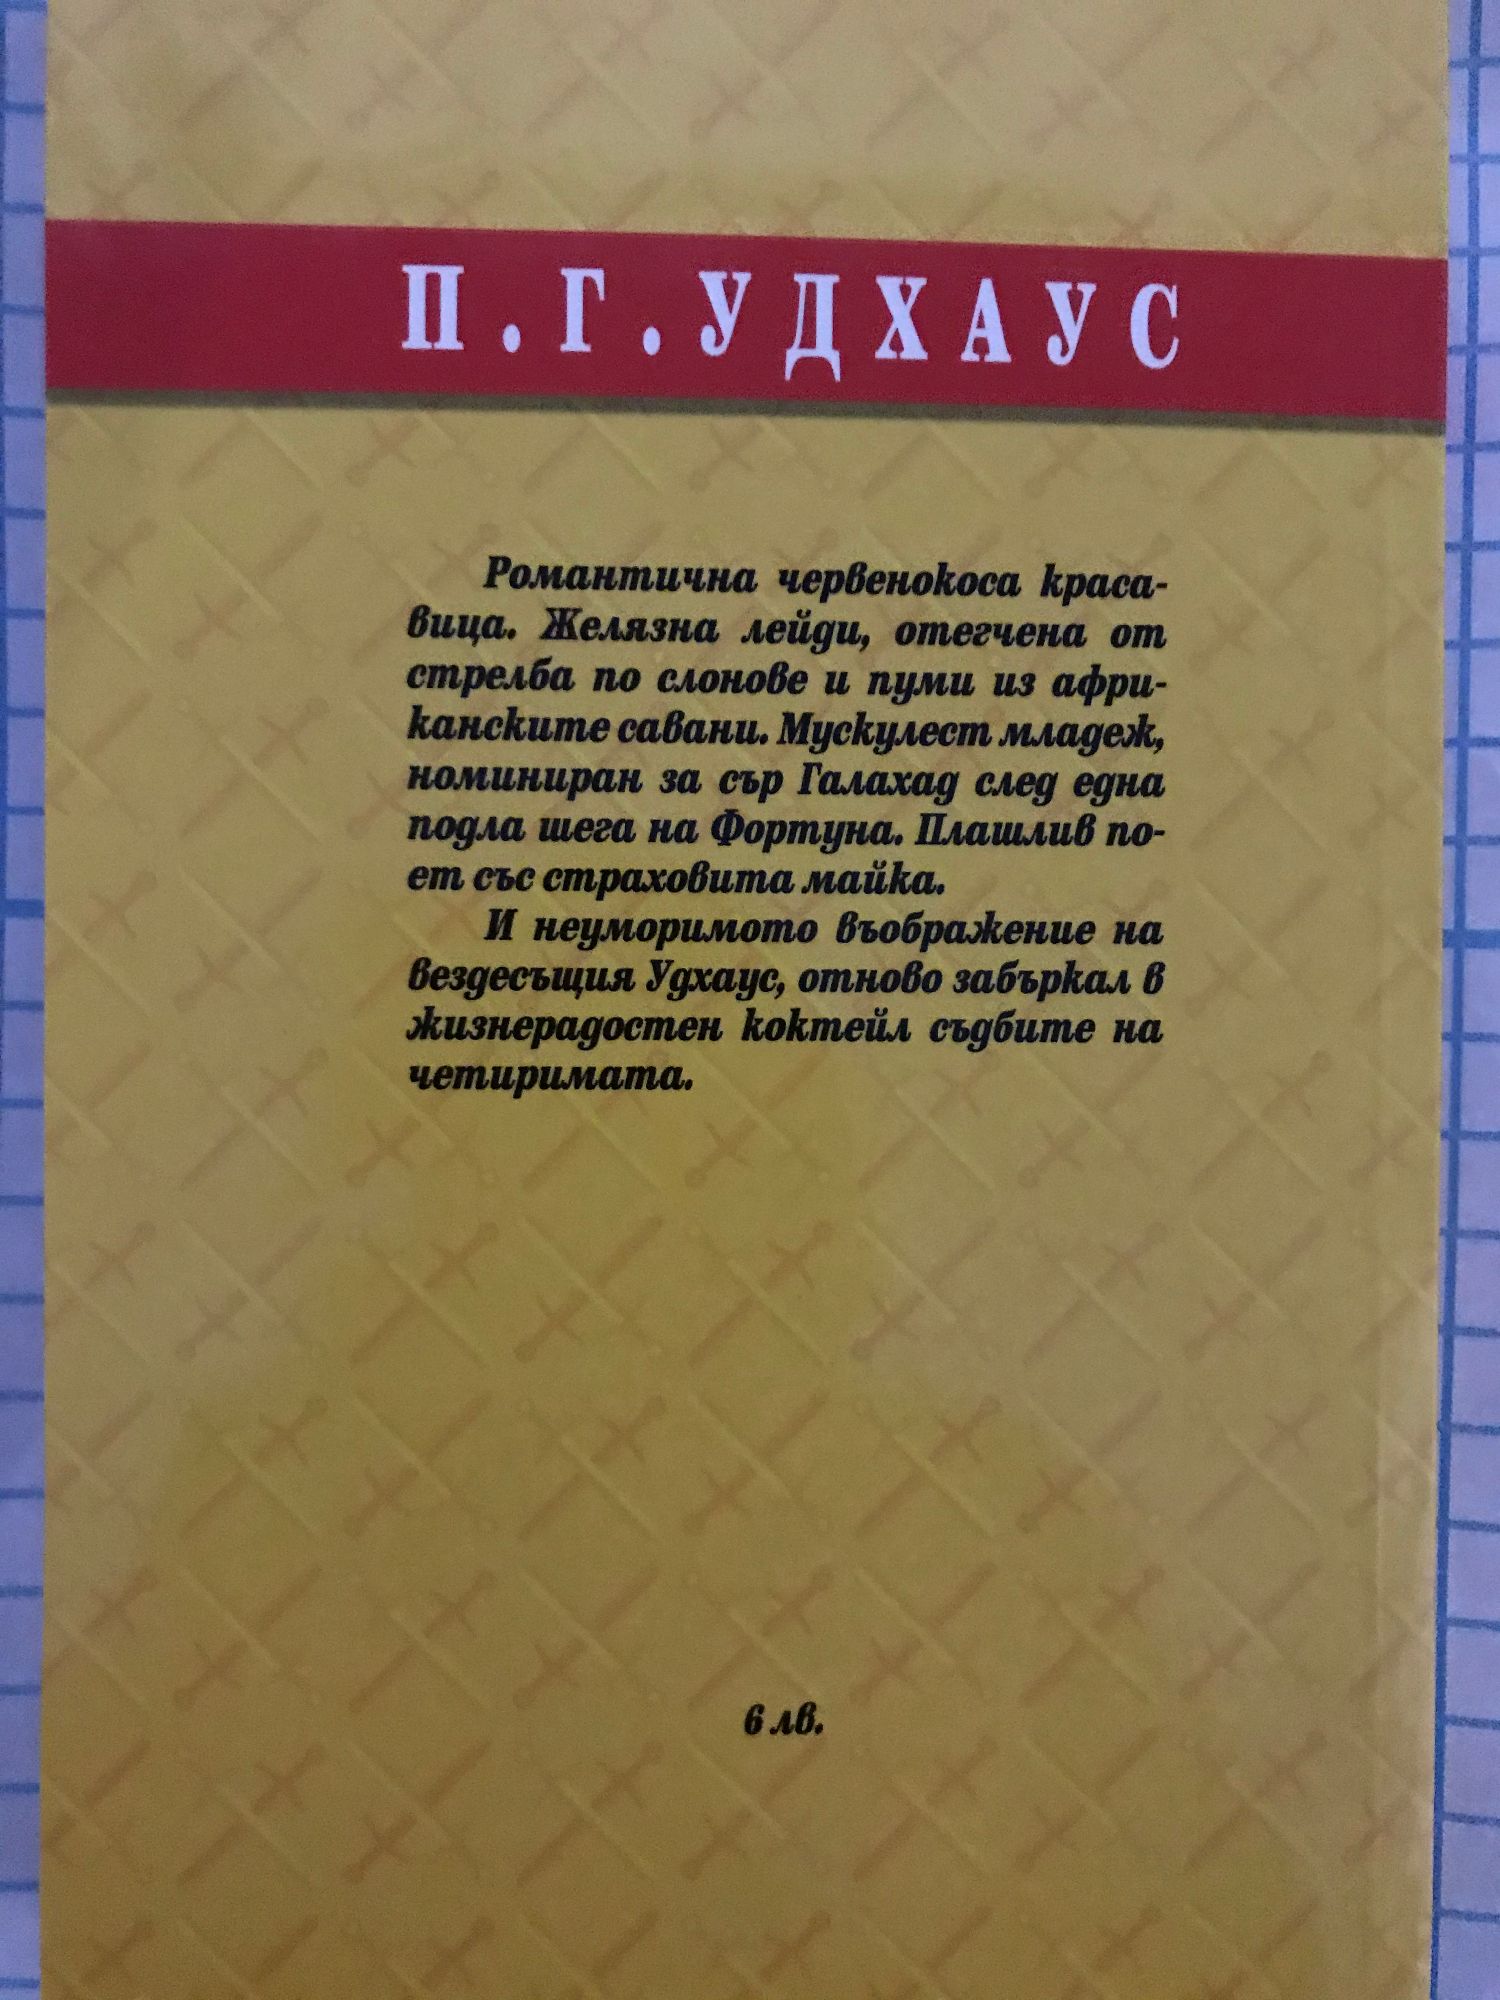 П.Г.УДХАУС
Романтична червенокоса краса-
вица. Желязна лейди, отегчена от
стрелба по слонове и пуми из афри-
канските савани. Мускулест младеж,
номиниран за сър Галахад след една
подла шега на Фортуна. Плашлив по-
ет със страховита майка.
И неуморимото въображение на
вездесъщия Удхаус, отново забъркал в
жизнерадостен коктейл съдбите на
четиримата.
6 лв.